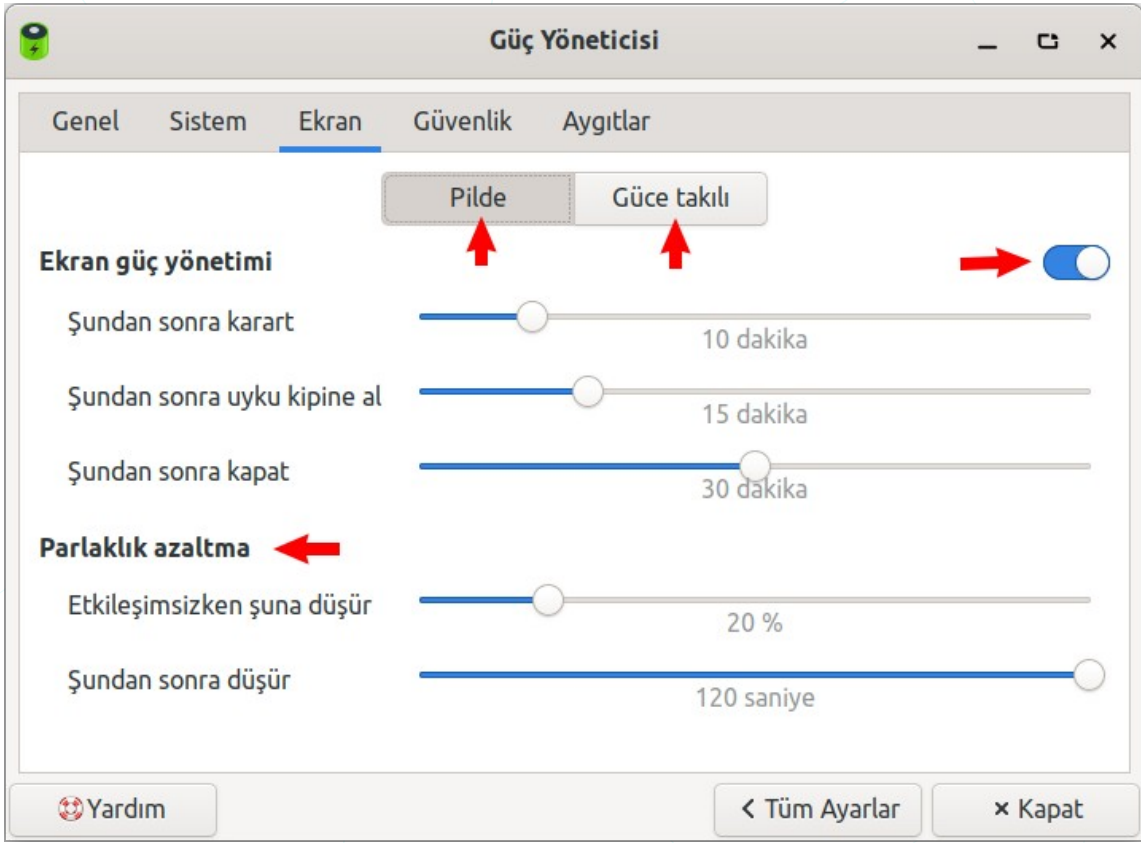 Güç Yöneticisi
Genel Sistem Ekran Güvenlik Aygıtlar
Pilde Güce takılı
Ekran güç yönetimi
Şundan sonra karart
10 dakika
Şundan sonra uyku kipine al
15 dakika
Şundan sonra kapat
30 dakika
Parlaklık azaltma
Etkileşimsizken şuna düşür
20 %
Şundan sonra düşür
120 saniye
Yardım Tüm Ayarlar Kapat